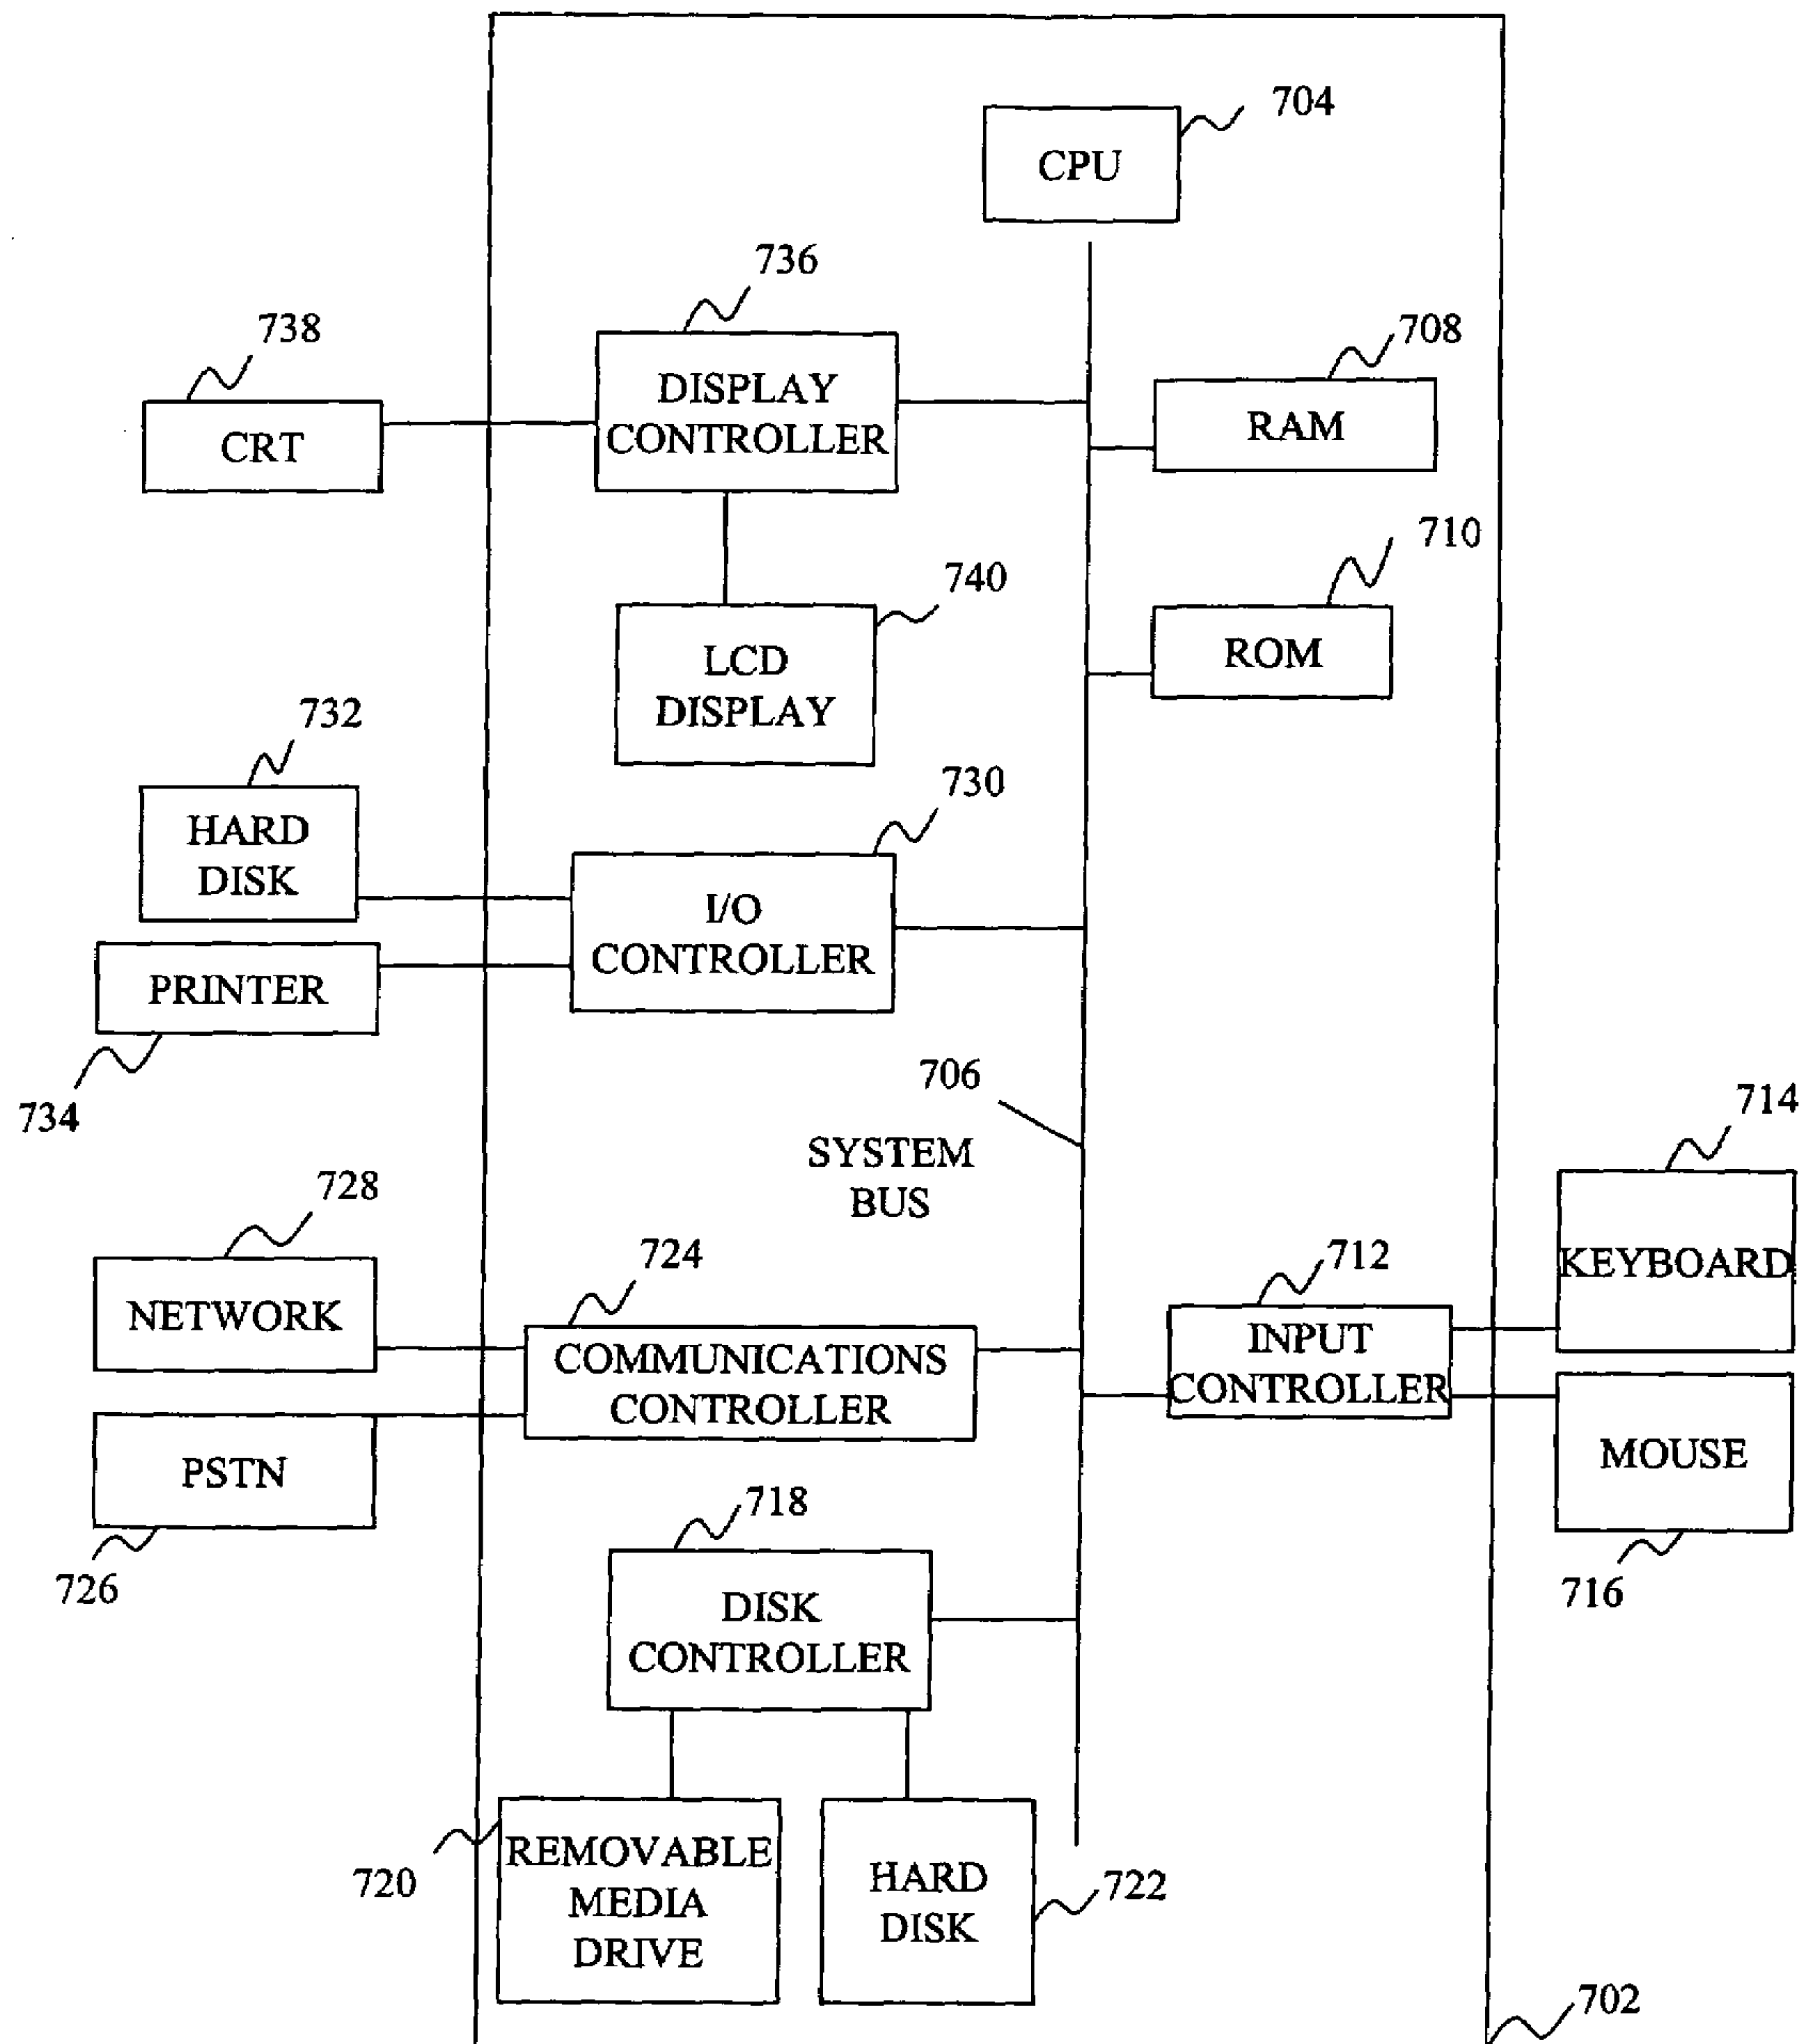 704
CPU
736
738
708
DISPLAY
CONTROLLER
CRT
RAM
710
740
LCD
DISPLAY
ROM
732
730
HARD
DISK
I/O
CONTROLLER
PRINTER
734
706
SYSTEM
BUS
714
728
724
712
KEYBOARD
NETWORK
COMMUNICATIONS
CONTROLLER
INPUT
CONTROLLER
PSTN
MOUSE
718
726
716
DISK
CONTROLLER
720
REMOVABLE
MEDIA
DRIVE
HARD
DISK
722
702